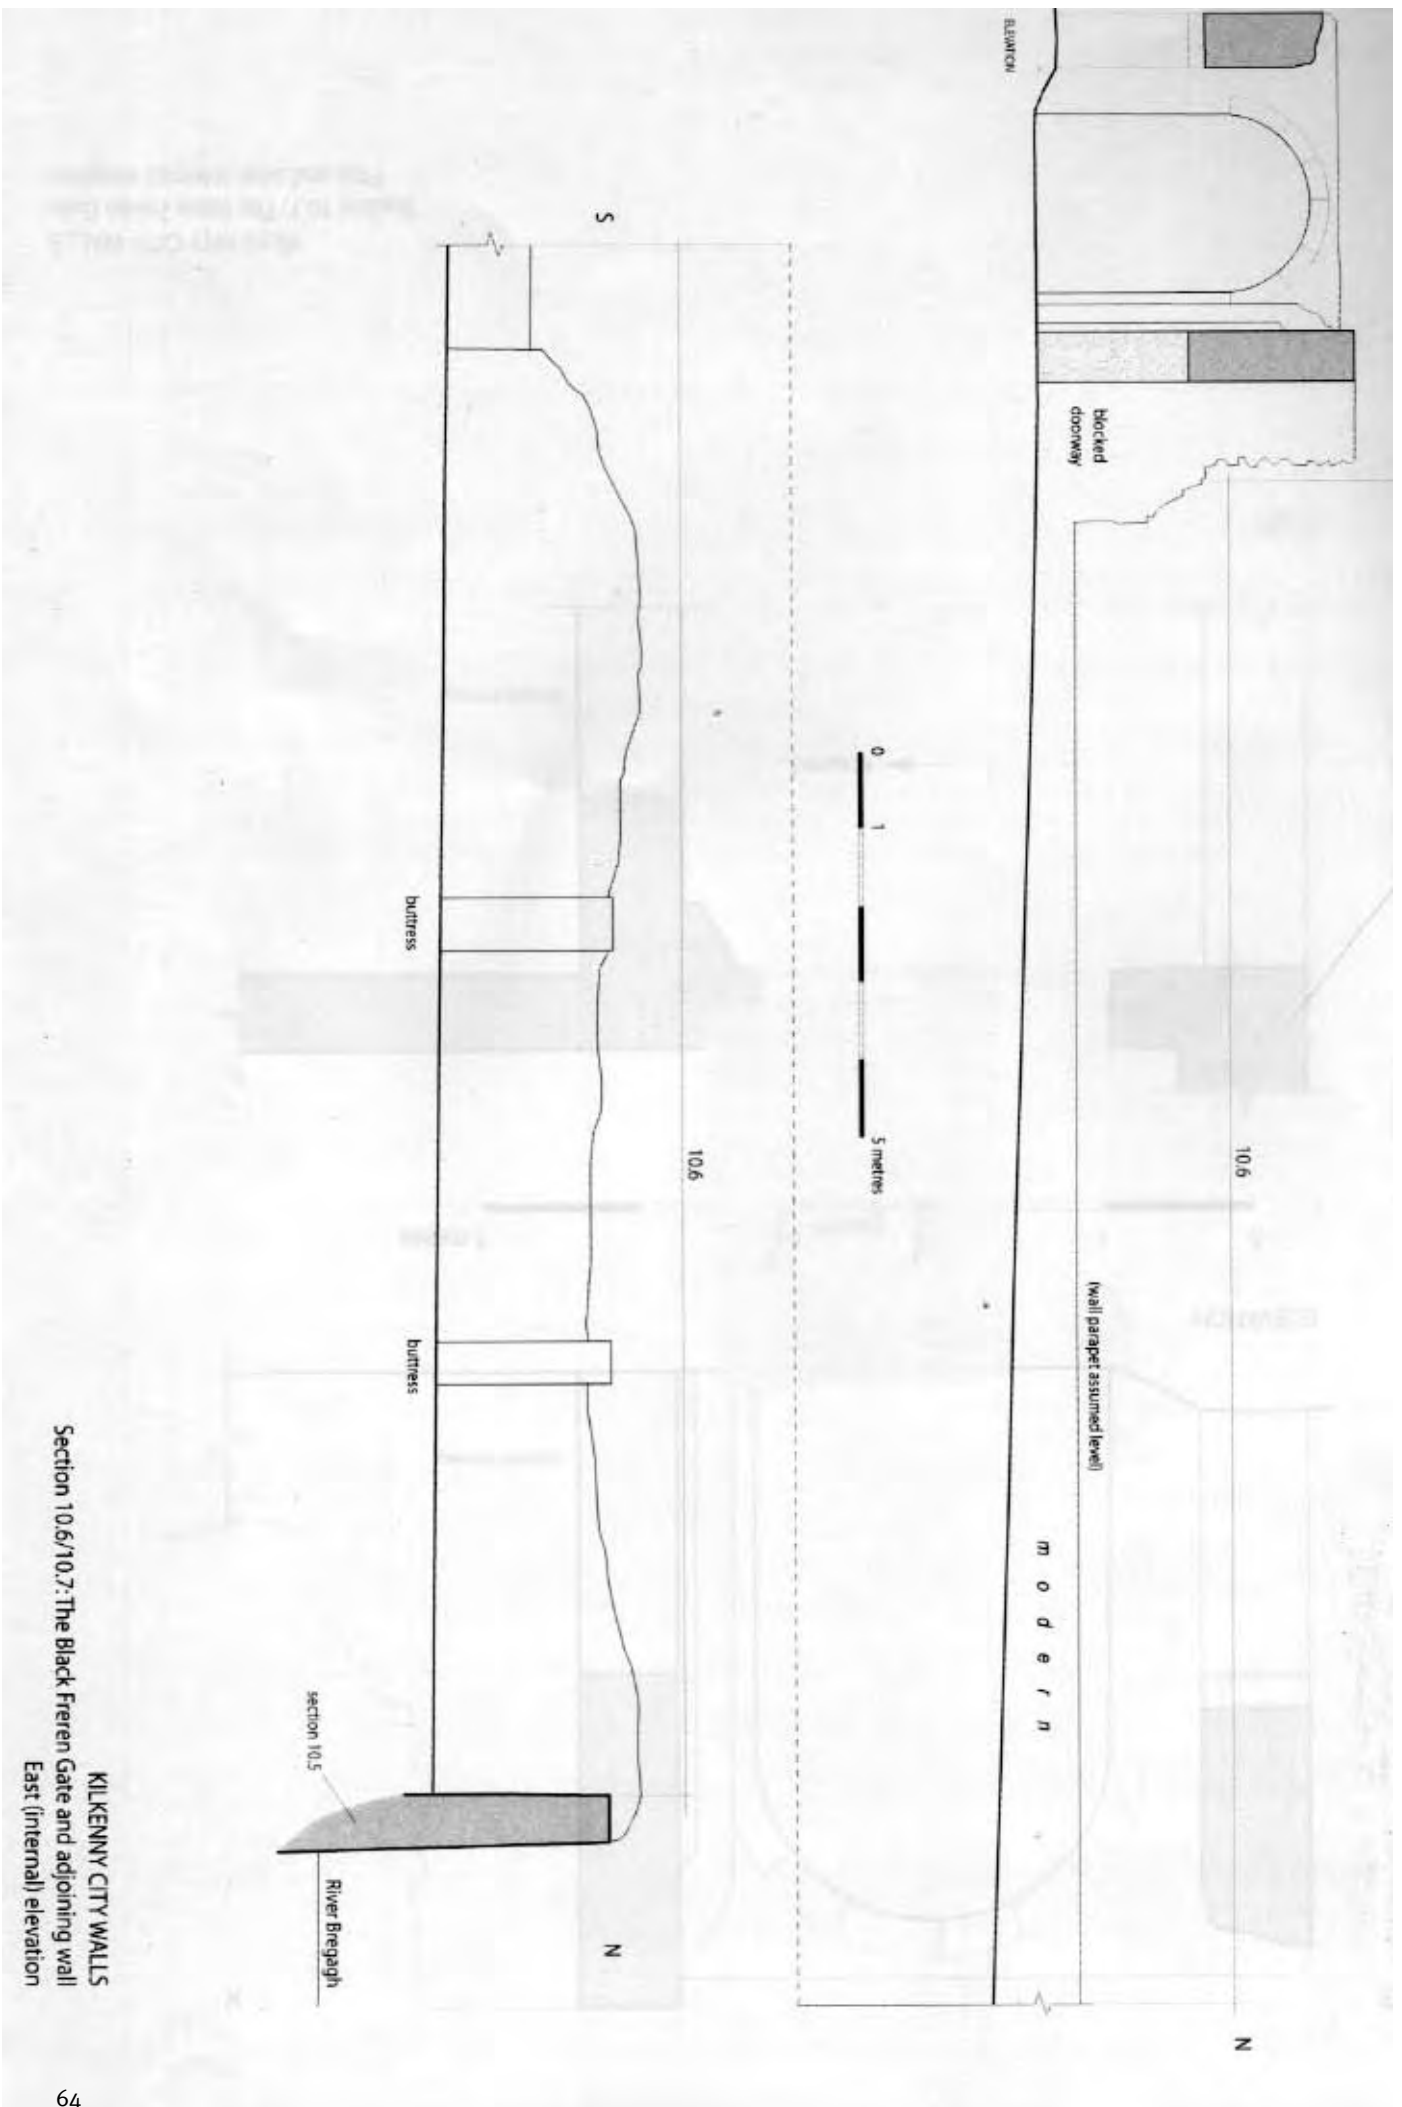 ELEVATION
blocked
doorway
10.6
(wall parapet assumed level)
modern
N
0
1
5 metres
S
10.6
buttress
buttress
section 10.5
River Bregagh
N
KILKENNY CITY WALLS
Section 10.6/10.7: The Black Freren Gate and adjoining wall
East (internal) elevation
64